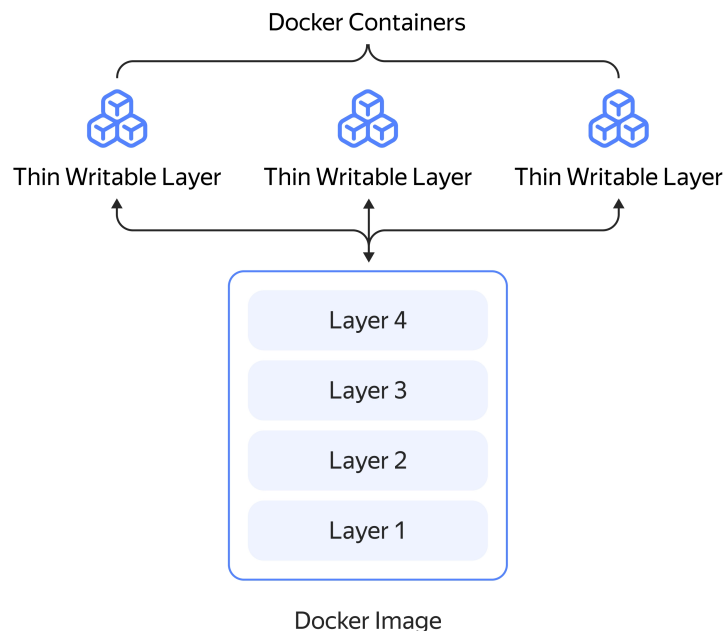 Docker Containers
Thin Writable Layer Thin Writable Layer Thin Writable Layer
Layer 4
Layer 3
Layer 2
Layer 1
Docker Image